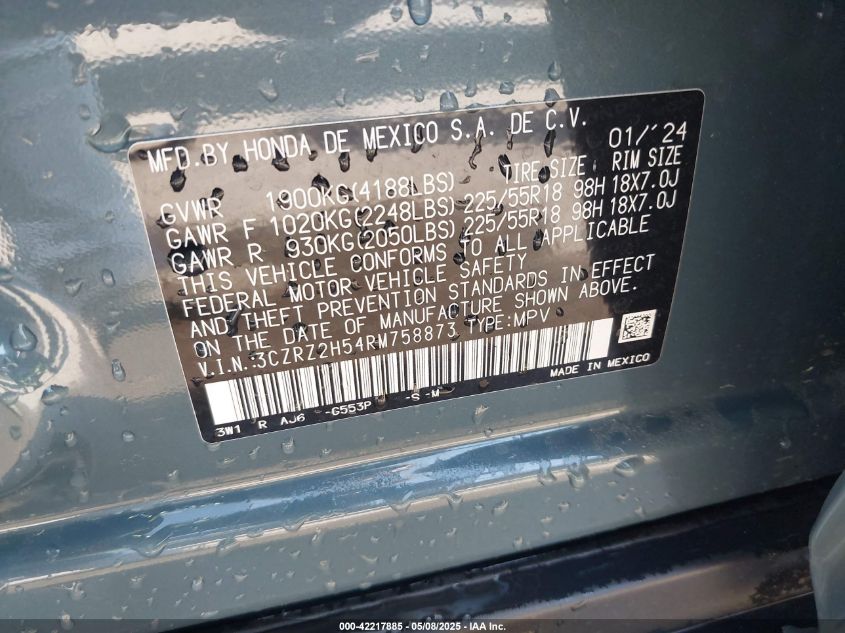 MFD.BY HONDA DE MEXICO S.A. DE C.V. 01/'24
TIRE SIZE RIM SIZE
GVWR 1900KG(4188LBS)
GAWR F 1020KG(2248LBS) 225/55R18 98H 18X7.0J
GAWR R 930KG(2050LBS) 225/55R18 98H 18X7.0J
THIS VEHICLE CONFORMS TO ALL APPLICABLE
FEDERAL MOTOR VEHICLE SAFETY
AND THEFT PREVENTION STANDARDS IN EFFECT
ON THE DATE OF MANUFACTURE SHOWN ABOVE.
V.I.N.:3CZRZ2H54RM758873 TYPE:MPV
MADE IN MEXICO
3W1 R AJ6 -G553P -S -M
000-42217885 - 05/08/2025 - IAA Inc.